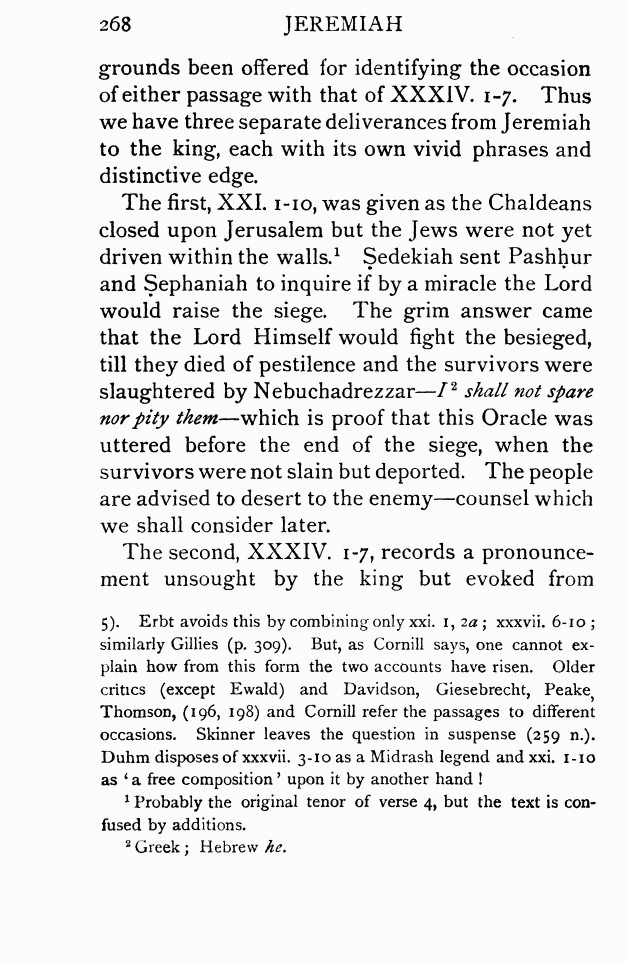 268 JEREMIAH
grounds been offered for identifying the occasion
of either passage with that of XXXIV. 1-7. Thus
we have three separate deliverances from Jeremiah
to the king, each with its own vivid phrases and
distinctive edge.
The first, XXI. 1-10, was given as the Chaldeans
closed upon Jerusalem but the Jews were not yet
driven within the walls.¹ Ṣedekiah sent Pashḥur
and Ṣephaniah to inquire if by a miracle the Lord
would raise the siege. The grim answer came
that the Lord Himself would fight the besieged,
till they died of pestilence and the survivors were
slaughtered by Nebuchadrezzar—I² shall not spare
nor pity them—which is proof that this Oracle was
uttered before the end of the siege, when the
survivors were not slain but deported. The people
are advised to desert to the enemy—counsel which
we shall consider later.
The second, XXXIV. 1-7, records a pronounce-
ment unsought by the king but evoked from
5). Erbt avoids this by combining only xxi. 1, 2a; xxxvii. 6-10;
similarly Gillies (p. 309). But, as Cornill says, one cannot ex-
plain how from this form the two accounts have risen. Older
critics (except Ewald) and Davidson, Giesebrecht, Peake,
Thomson, (196, 198) and Cornill refer the passages to different
occasions. Skinner leaves the question in suspense (259 n.).
Duhm disposes of xxxvii. 3-10 as a Midrash legend and xxi. 1-10
as ‘a free composition’ upon it by another hand!
¹ Probably the original tenor of verse 4, but the text is con-
fused by additions.
² Greek; Hebrew he.